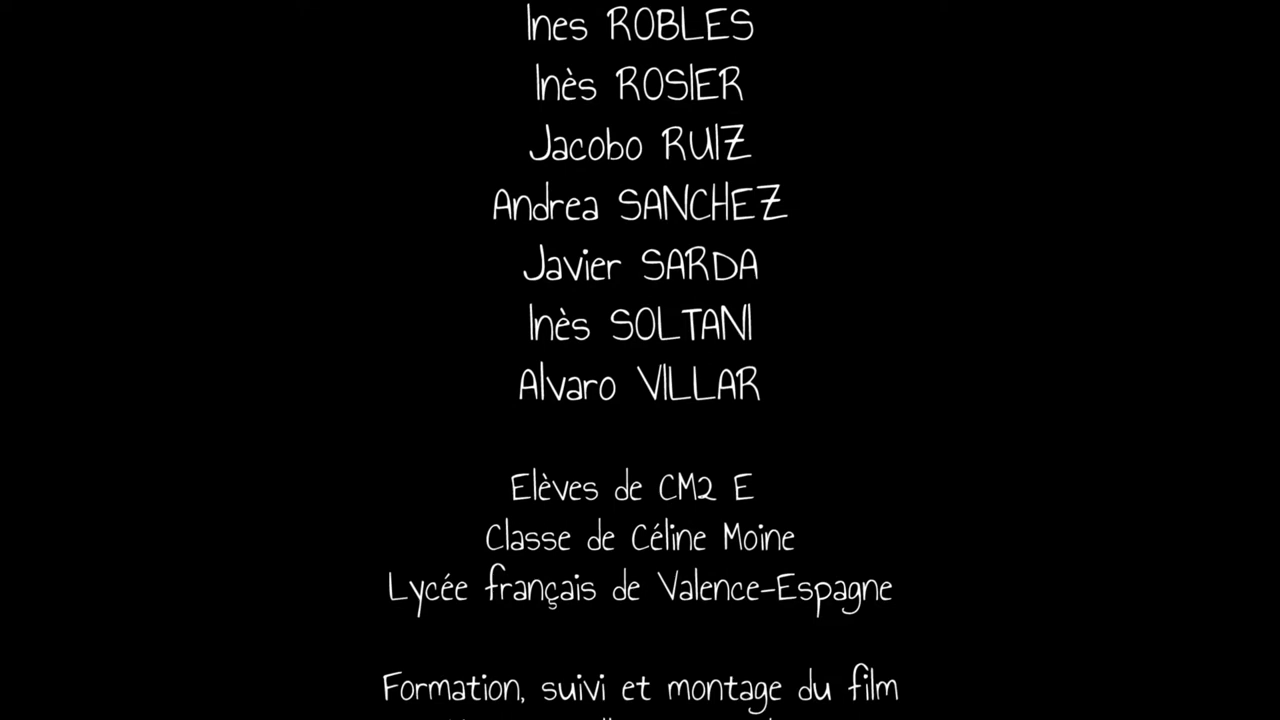 Ines ROBLES
Inès ROSIER
Jacobo RUIZ
Andrea SANCHEZ
Javier SARDA
Inès SOLTANI
Alvaro VILLAR
Elèves de CM2 E
Classe de Céline Moine
Lycée français de Valence-Espagne
Formation, suivi et montage du film